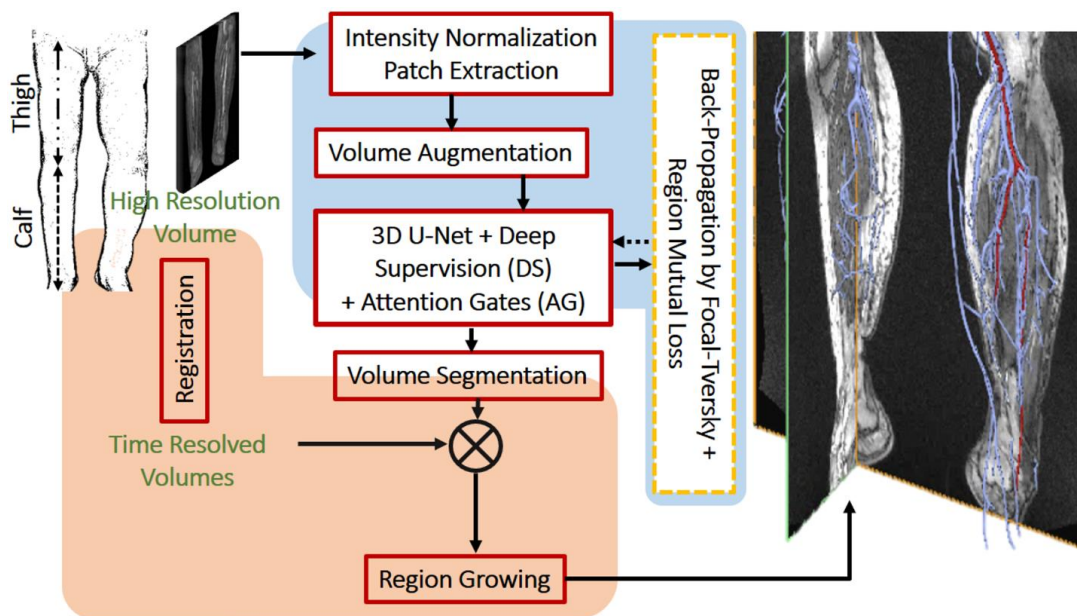 Thigh
Calf
High Resolution
Volume
Registration
Time Resolved
Volumes
Intensity Normalization
Patch Extraction
Volume Augmentation
3D U-Net + Deep
Supervision (DS)
+ Attention Gates (AG)
Volume Segmentation
Region Growing
Back-Propagation by Focal-Tversky +
Region Mutual Loss